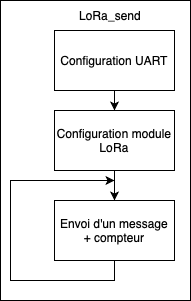 LoRa_send
Configuration UART
Configuration module
LoRa
Envoi d'un message
+ compteur